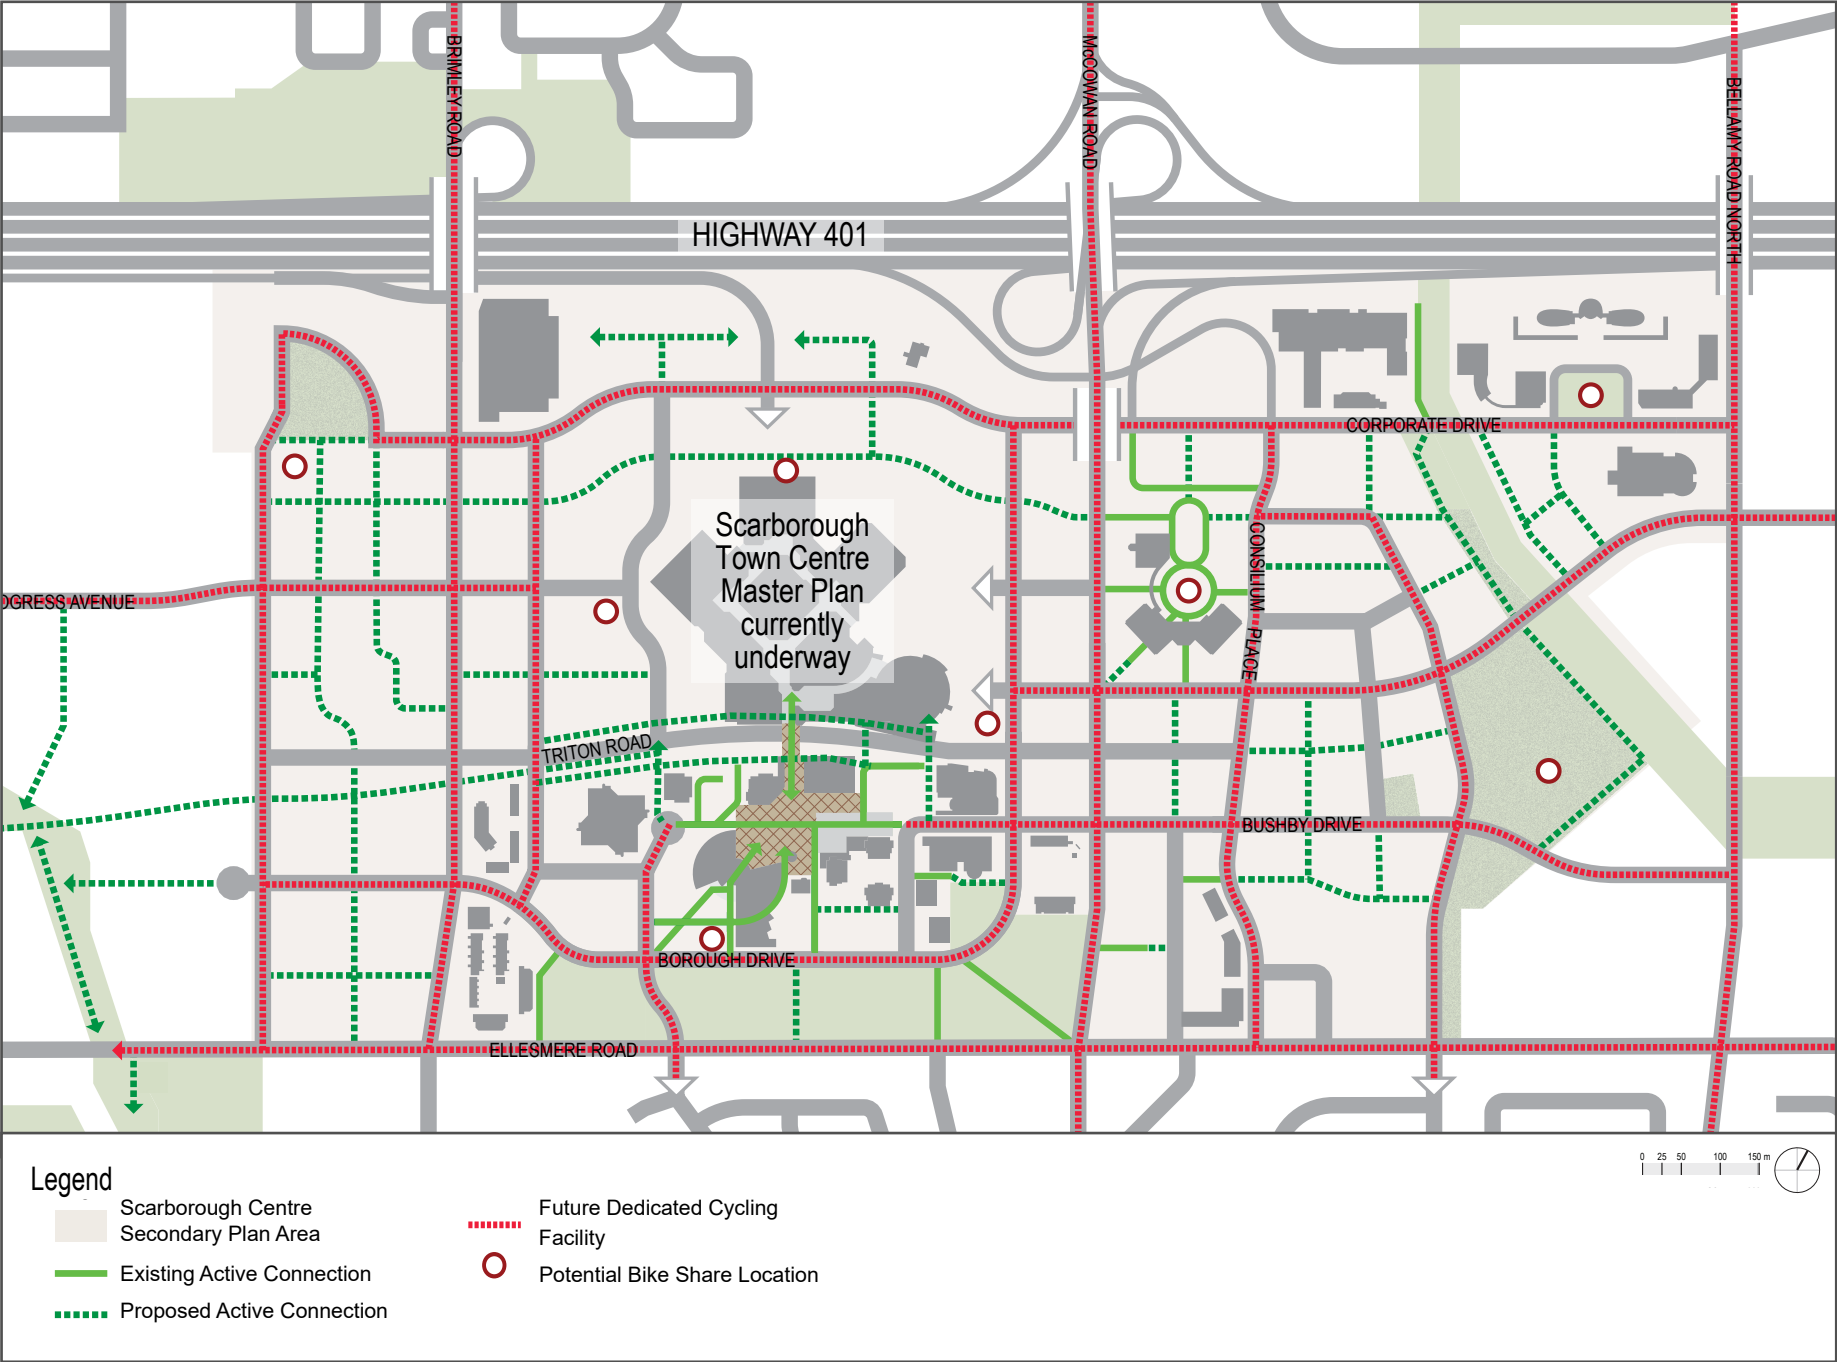 BRIMLEY ROAD
McCOWAN ROAD
BELLAMY ROAD NORTH
HIGHWAY 401
CORPORATE DRIVE
Scarborough
Town Centre
Master Plan
currently
underway
CONSILIUM PLACE
OGRESS AVENUE
TRITON ROAD
BUSHBY DRIVE
BOROUGH DRIVE
ELLESMERE ROAD
0 25 50 100 150 m
Legend
Scarborough Centre
Secondary Plan Area
Existing Active Connection
Proposed Active Connection
Future Dedicated Cycling
Facility
Potential Bike Share Location